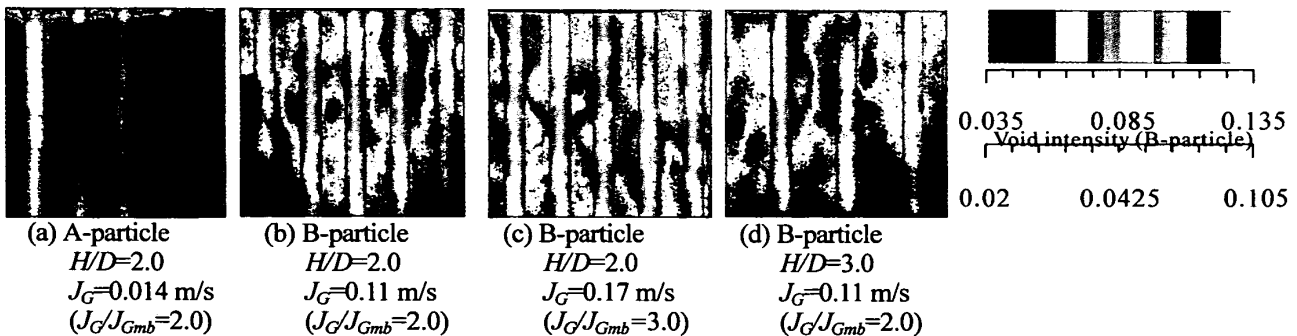 (a) A-particle
H/D=2.0
J_G=0.014 m/s
(J_G/J_Gmb=2.0)
(b) B-particle
H/D=2.0
J_G=0.11 m/s
(J_G/J_Gmb=2.0)
(c) B-particle
H/D=2.0
J_G=0.17 m/s
(J_G/J_Gmb=3.0)
(d) B-particle
H/D=3.0
J_G=0.11 m/s
(J_G/J_Gmb=2.0)
0.035 0.085 0.135
Void intensity (B-particle)
0.02 0.0425 0.105